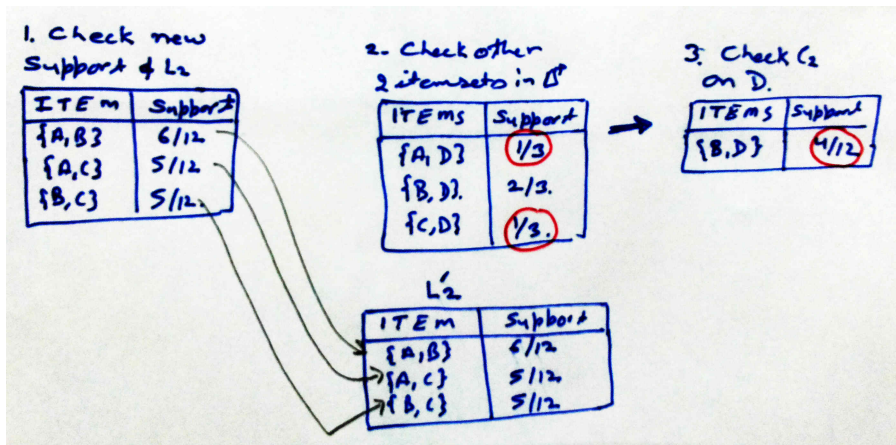 1. Check new
Support of L2
ITEM Support
{A,B} 6/12
{A,C} 5/12
{B,C} 5/12.
2. Check other
2 itemsets in
ITEMS Support
{A,D} 1/3
{B,D}. 2/3.
{C,D} 1/3.
3. Check C2
on D.
ITEMS Support
{B,D} 4/12
L'2
ITEM Support
{A,B} 6/12
{A,C} 5/12
{B,C} 5/12